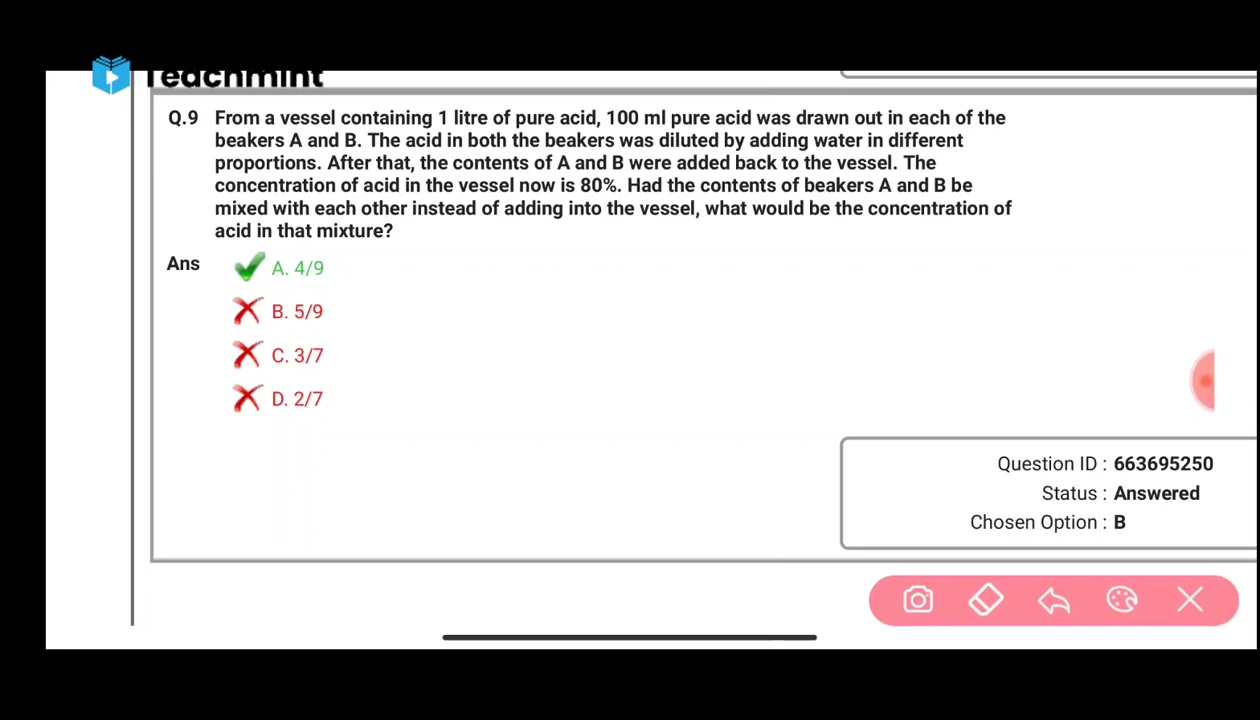 Teachmint
Q.9 From a vessel containing 1 litre of pure acid, 100 ml pure acid was drawn out in each of the
beakers A and B. The acid in both the beakers was diluted by adding water in different
proportions. After that, the contents of A and B were added back to the vessel. The
concentration of acid in the vessel now is 80%. Had the contents of beakers A and B be
mixed with each other instead of adding into the vessel, what would be the concentration of
acid in that mixture?
Ans A. 4/9
B. 5/9
C. 3/7
D. 2/7
Question ID : 663695250
Status : Answered
Chosen Option : B